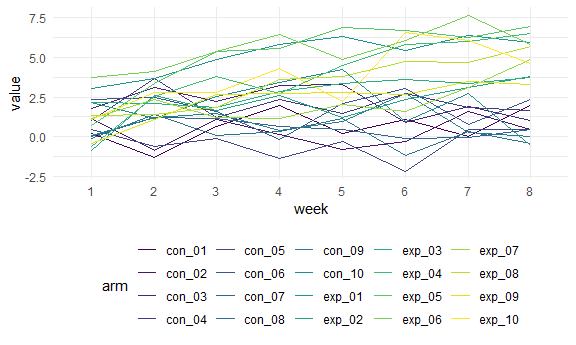 7.5
5.0
2.5
0.0
-2.5
value
1 2 3 4 5 6 7 8
week
arm
con_01 con_05 con_09 exp_03 exp_07
con_02 con_06 con_10 exp_04 exp_08
con_03 con_07 exp_01 exp_05 exp_09
con_04 con_08 exp_02 exp_06 exp_10